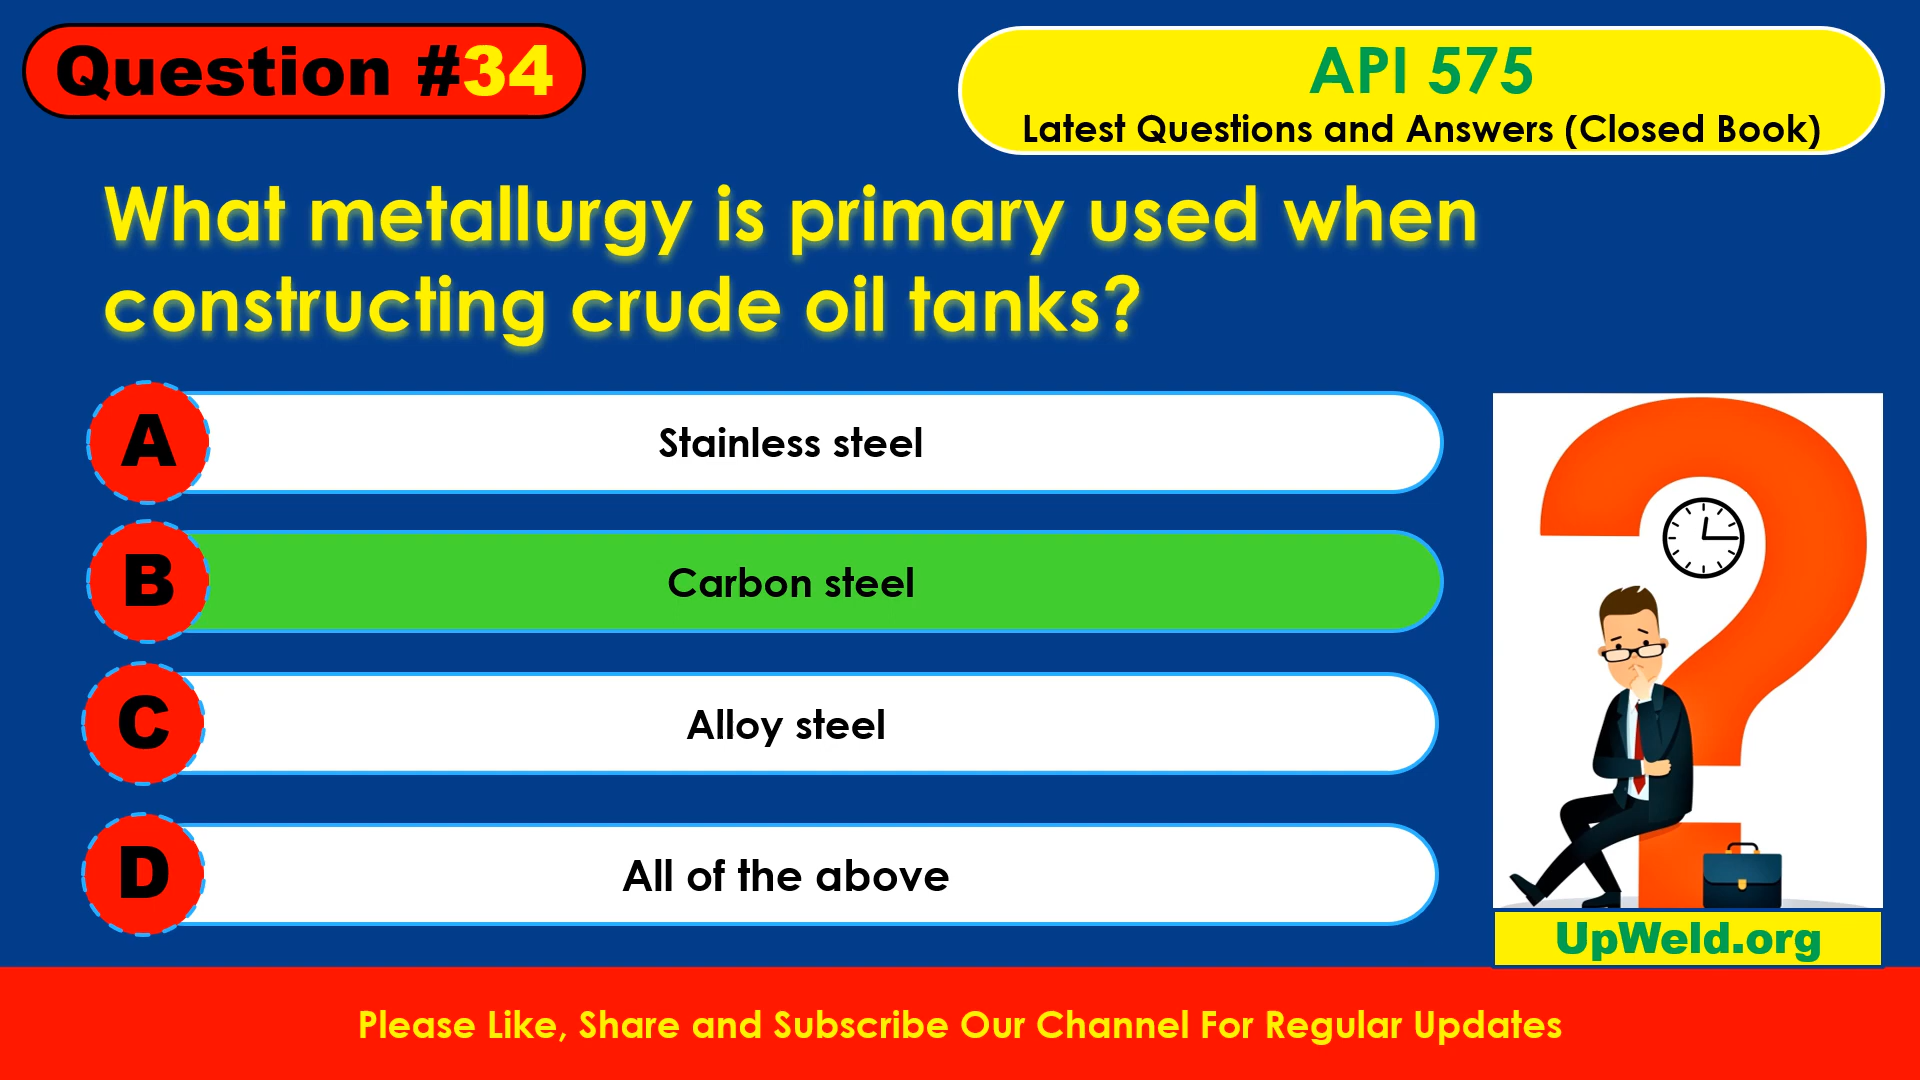 Question #34
API 575
Latest Questions and Answers (Closed Book)
What metallurgy is primary used when
constructing crude oil tanks?
A
Stainless steel
B
Carbon steel
C
Alloy steel
D
All of the above
UpWeld.org
Please Like, Share and Subscribe Our Channel For Regular Updates